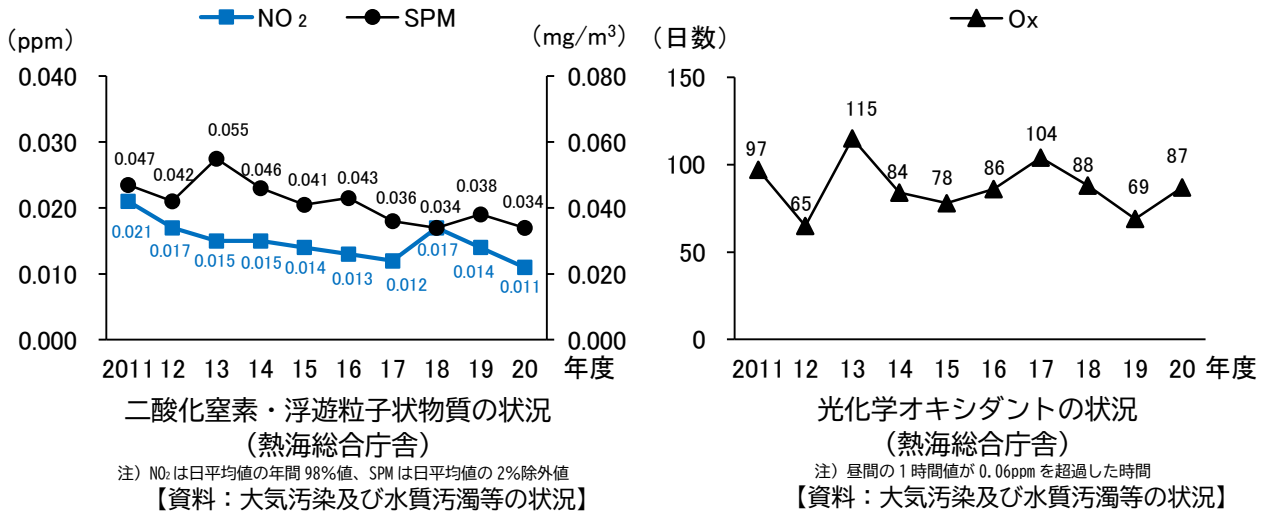 NO₂ SPM
(ppm)
(mg/m³)
0.040
0.030
0.020
0.010
0.000
0.080
0.060
0.040
0.020
0.000
0.047
0.042
0.055
0.046
0.041
0.043
0.036
0.034
0.038
0.034
0.021
0.017
0.015
0.015
0.014
0.013
0.012
0.017
0.014
0.011
2011 12 13 14 15 16 17 18 19 20 年度
二酸化窒素・浮遊粒子状物質の状況
(熱海総合庁舎)
注)NO₂は日平均値の年間98%値、SPMは日平均値の2%除外値
【資料:大気汚染及び水質汚濁等の状況】
Ox
(日数)
150
100
50
0
97
65
115
84
78
86
104
88
69
87
2011 12 13 14 15 16 17 18 19 20 年度
光化学オキシダントの状況
(熱海総合庁舎)
注)昼間の1時間値が0.06ppmを超過した時間
【資料:大気汚染及び水質汚濁等の状況】